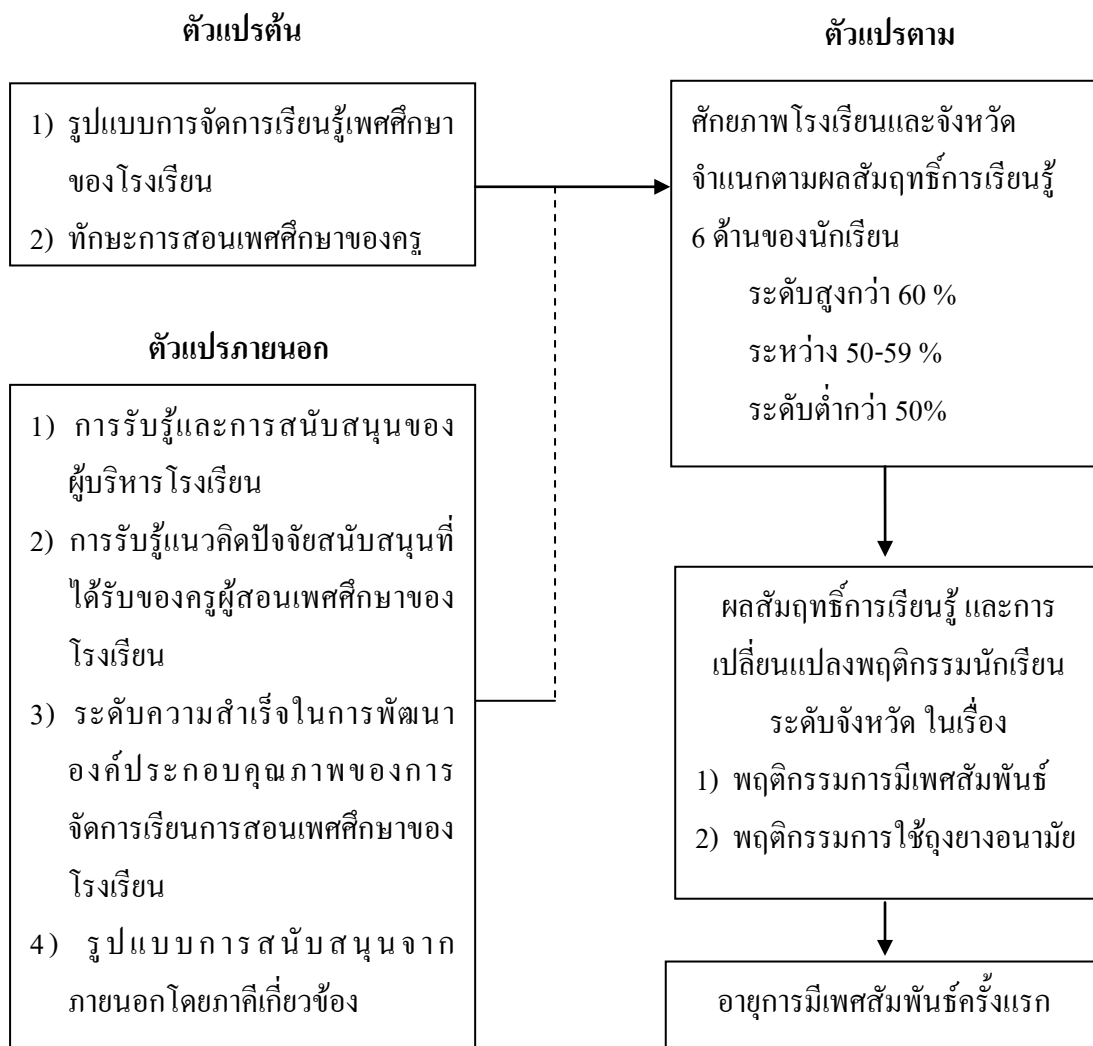 ตัวแปรต้น
1) รูปแบบการจัดการเรียนรู้เพศศึกษา
ของโรงเรียน
2) ทักษะการสอนเพศศึกษาของครู
ตัวแปรภายนอก
1) การรับรู้และการสนับสนุนของ
ผู้บริหารโรงเรียน
2) การรับรู้แนวคิดปัจจัยสนับสนุนที่
ได้รับของครูผู้สอนเพศศึกษาของ
โรงเรียน
3) ระดับความสำเร็จในการพัฒนา
องค์ประกอบคุณภาพของการ
จัดการเรียนการสอนเพศศึกษาของ
โรงเรียน
4) รูปแบบการสนับสนุนจาก
ภายนอกโดยภาคีเกี่ยวข้อง
ตัวแปรตาม
ศักยภาพโรงเรียนและจังหวัด
จำแนกตามผลสัมฤทธิ์การเรียนรู้
6 ด้านของนักเรียน
ระดับสูงกว่า 60 %
ระหว่าง 50-59 %
ระดับต่ำกว่า 50%
ผลสัมฤทธิ์การเรียนรู้ และการ
เปลี่ยนแปลงพฤติกรรมนักเรียน
ระดับจังหวัด ในเรื่อง
1) พฤติกรรมการมีเพศสัมพันธ์
2) พฤติกรรมการใช้ถุงยางอนามัย
อายุการมีเพศสัมพันธ์ครั้งแรก